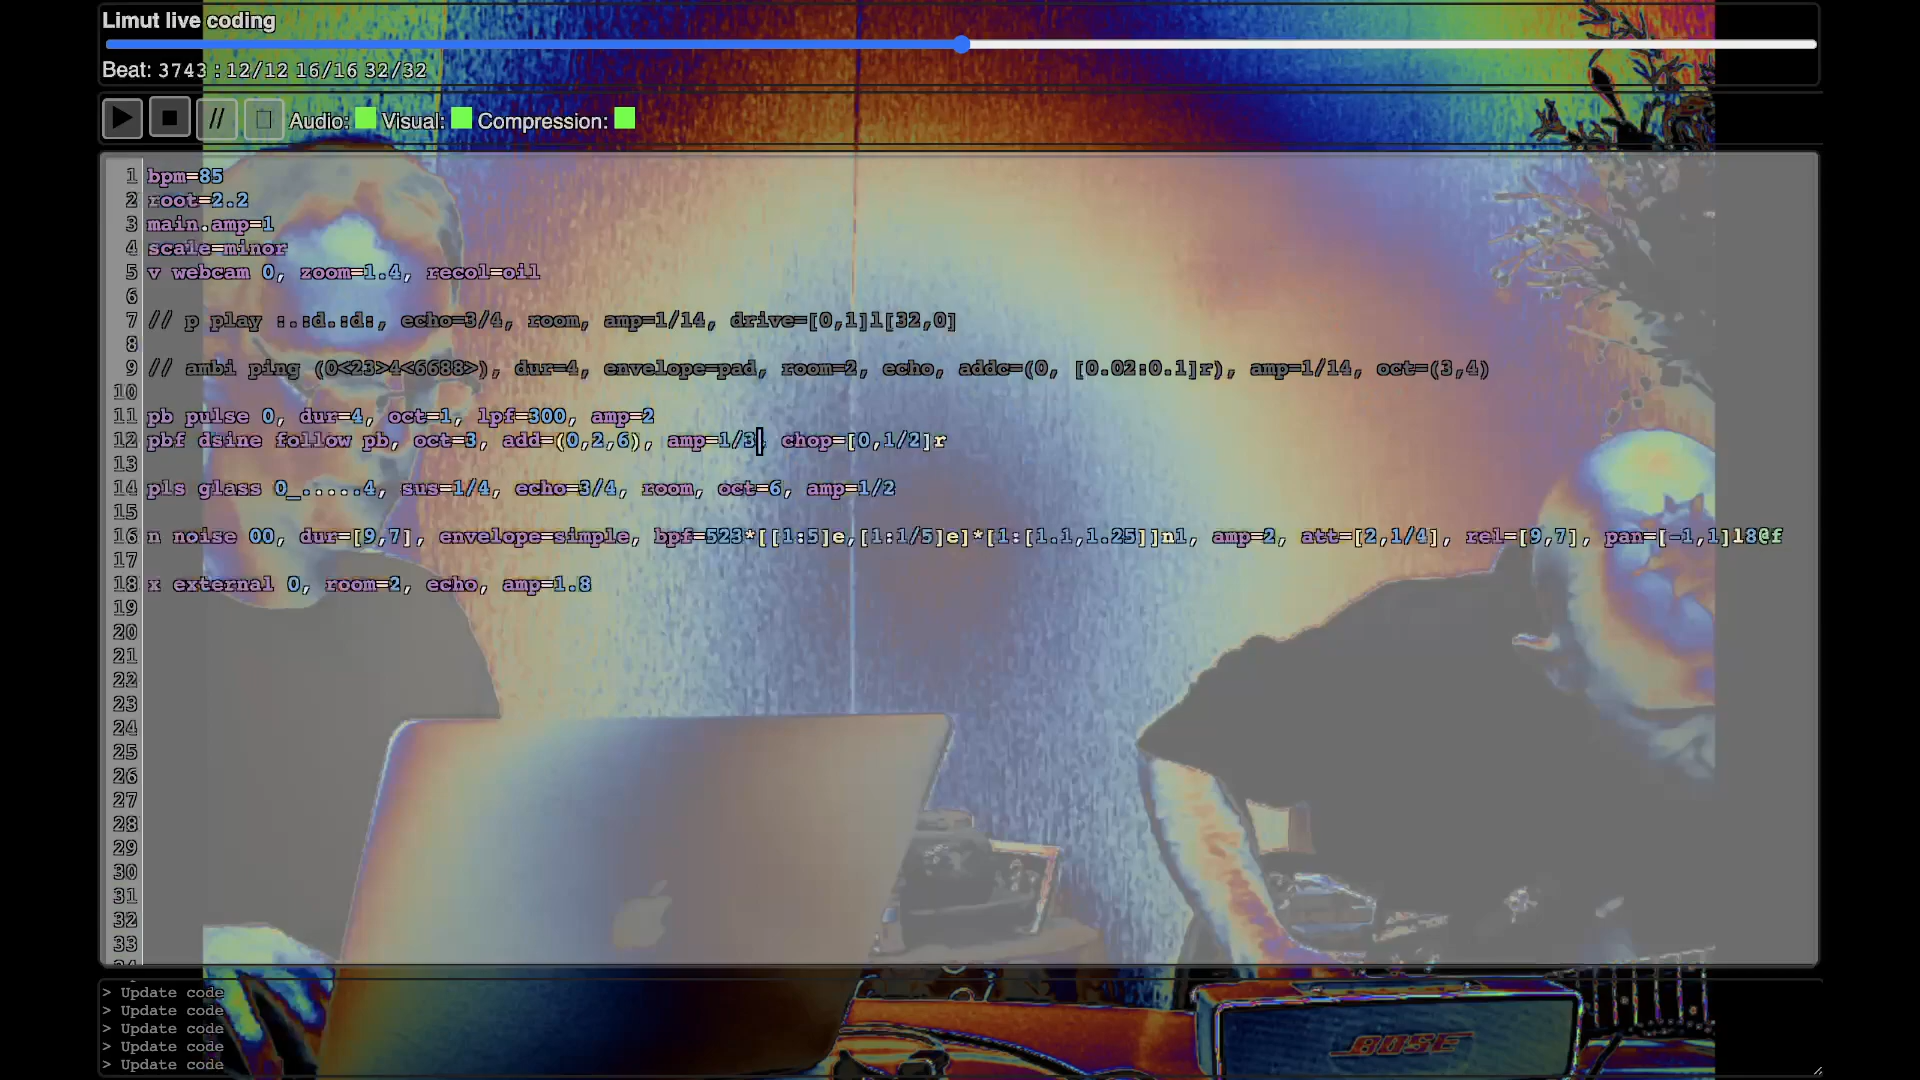 Limut live coding
Beat: 3743 : 12/12 16/16 32/32
// Audio: Visual: Compression:
1 bpm=85
2 root=2.2
3 main.amp=1
4 scale=minor
5 v webcam 0, zoom=1.4, recol=oil
6
7 // p play :.:d.:d:, echo=3/4, room, amp=1/14, drive=[0,1]l[32,0]
8
9 // ambi ping (0<23>4<6688>), dur=4, envelope=pad, room=2, echo, addc=(0, [0.02:0.1]r), amp=1/14, oct=(3,4)
10
11 pb pulse 0, dur=4, oct=1, lpf=300, amp=2
12 pbf dsine follow pb, oct=3, add=(0,2,6), amp=1/3, chop=[0,1/2]r
13
14 pls glass 0_.....4, sus=1/4, echo=3/4, room, oct=6, amp=1/2
15
16 n noise 00, dur=[9,7], envelope=simple, bpf=523*[[1:5]e,[1:1/5]e]*[1:[1.1,1.25]]n1, amp=2, att=[2,1/4], rel=[9,7], pan=[-1,1]l8@f
17
18 x external 0, room=2, echo, amp=1.8
19
20
21
22
23
24
25
26
27
28
29
30
31
32
33
34
> Update code
> Update code
> Update code
> Update code
> Update code
BOSE